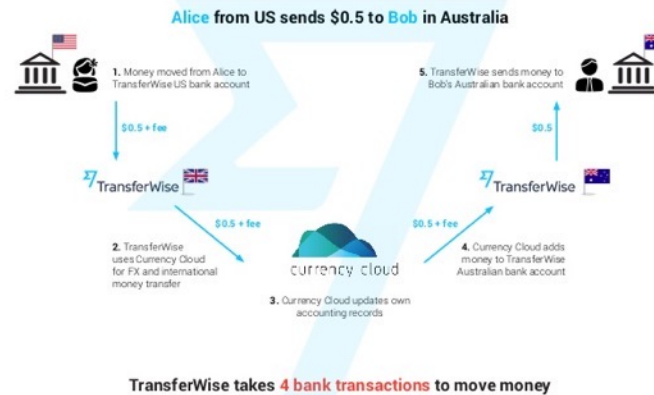 Alice from US sends $0.5 to Bob in Australia
1. Money moved from Alice to
TransferWise US bank account
5. TransferWise sends money to
Bob's Australian bank account
$0.5 + fee
$0.5
TransferWise
TransferWise
$0.5 + fee
$0.5 + fee
2. TransferWise
uses Currency Cloud
for FX and international
money transfer
currency cloud
4. Currency Cloud adds
money to TransferWise
Australian bank account
3. Currency Cloud updates own
accounting records
TransferWise takes 4 bank transactions to move money